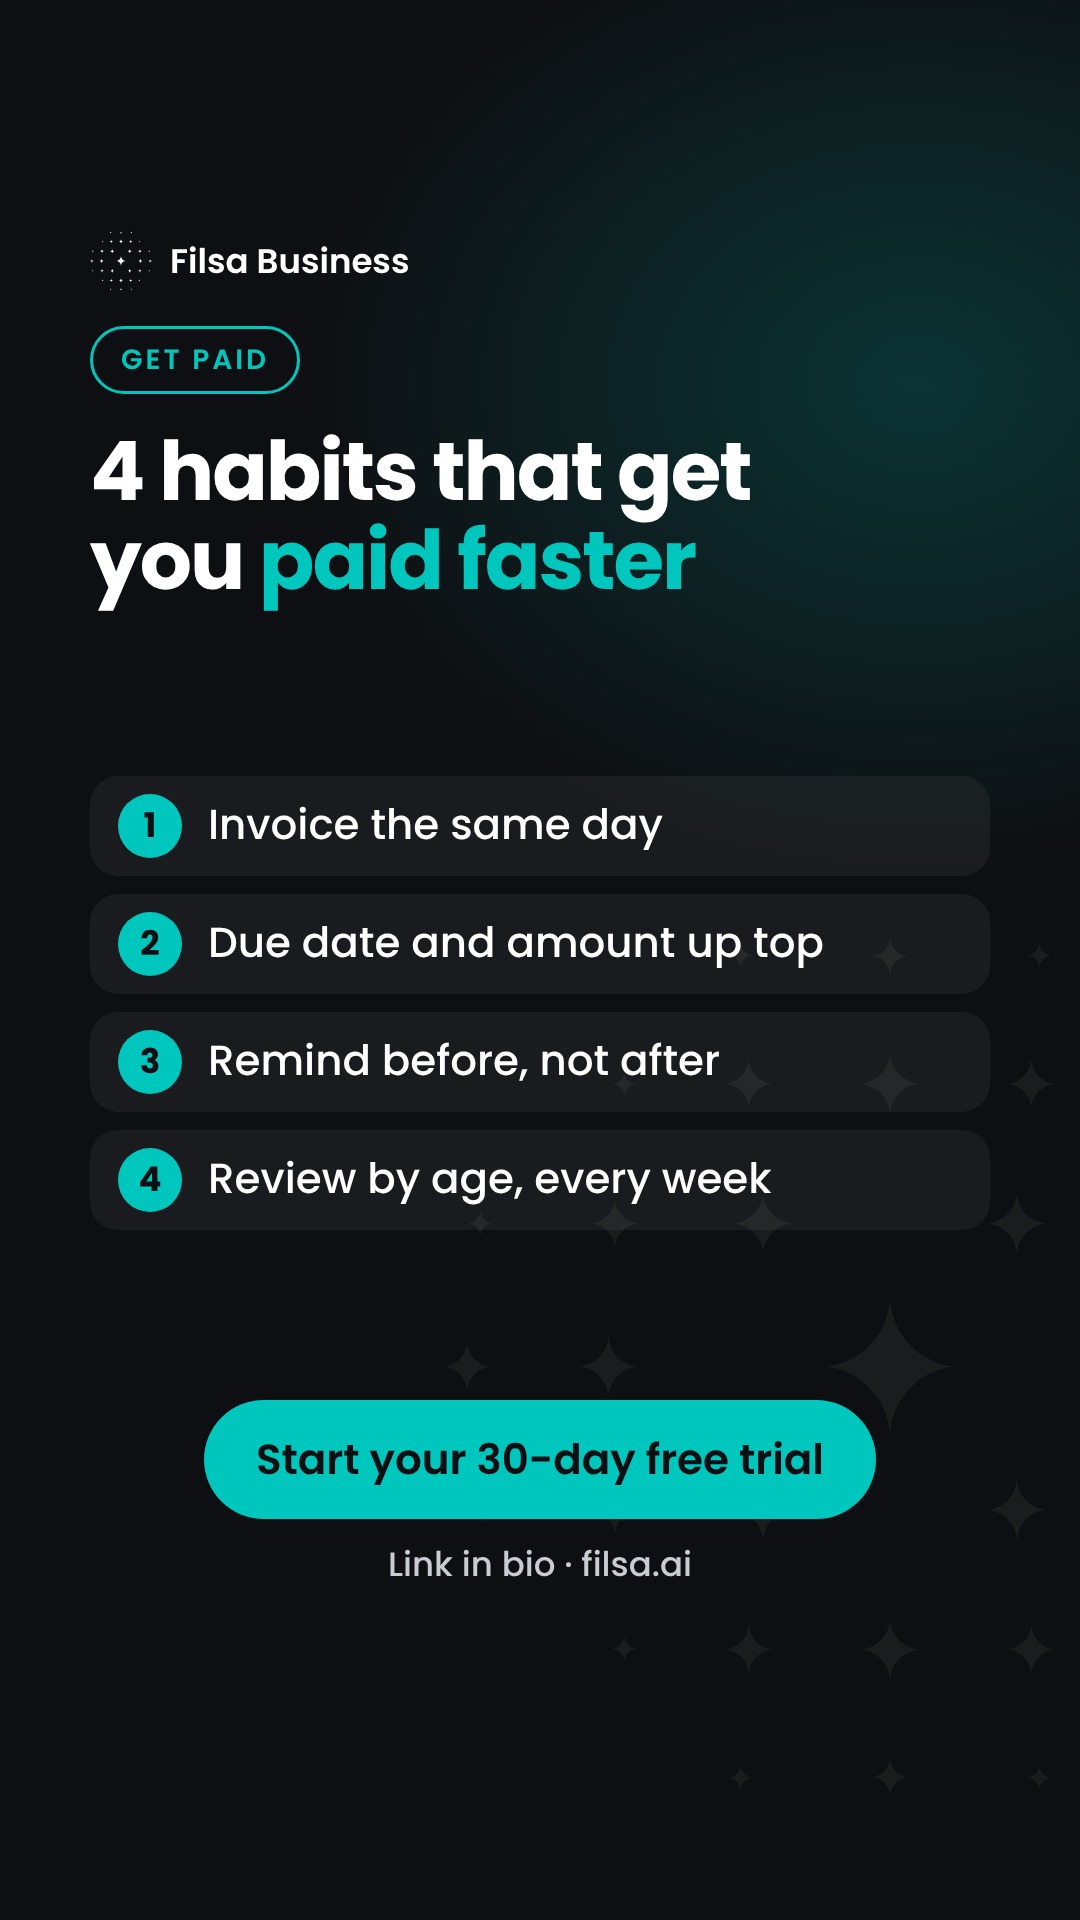 Filsa Business
GET PAID
4 habits that get
you paid faster
1 Invoice the same day
2 Due date and amount up top
3 Remind before, not after
4 Review by age, every week
Start your 30-day free trial
Link in bio · filsa.ai